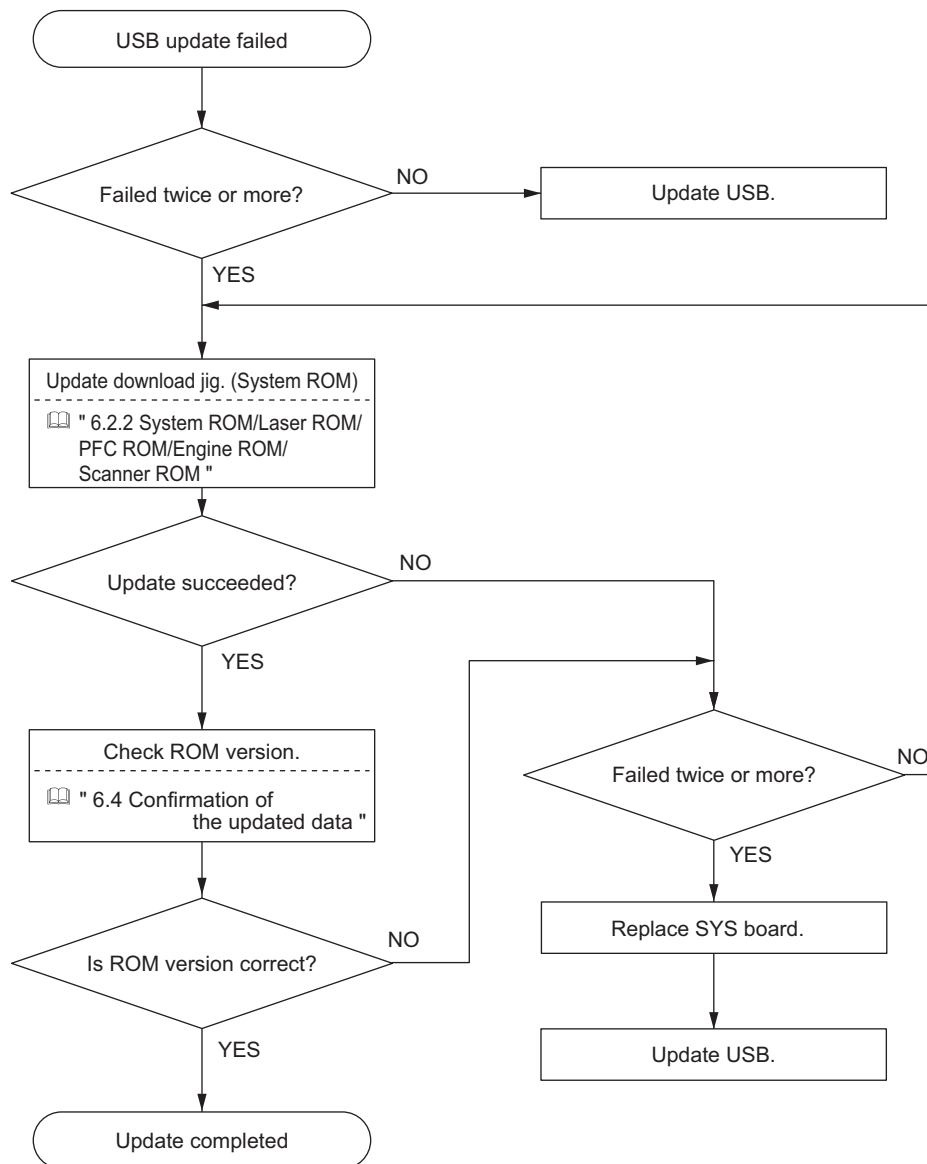 USB update failed
Failed twice or more?
NO
Update USB.
YES
Update download jig. (System ROM)
" 6.2.2 System ROM/Laser ROM/
PFC ROM/Engine ROM/
Scanner ROM "
Update succeeded?
NO
YES
Check ROM version.
" 6.4 Confirmation of
the updated data "
Failed twice or more?
NO
YES
Replace SYS board.
Is ROM version correct?
NO
YES
Update USB.
Update completed